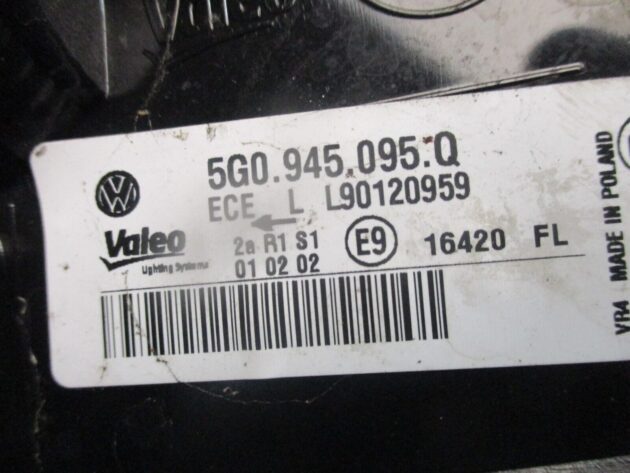 5G0.945.095.Q
ECE L L90120959
Valeo
Lighting Systems
2a R1 S1
01 02 02
E9
16420 FL
VR4 MADE IN POLAND